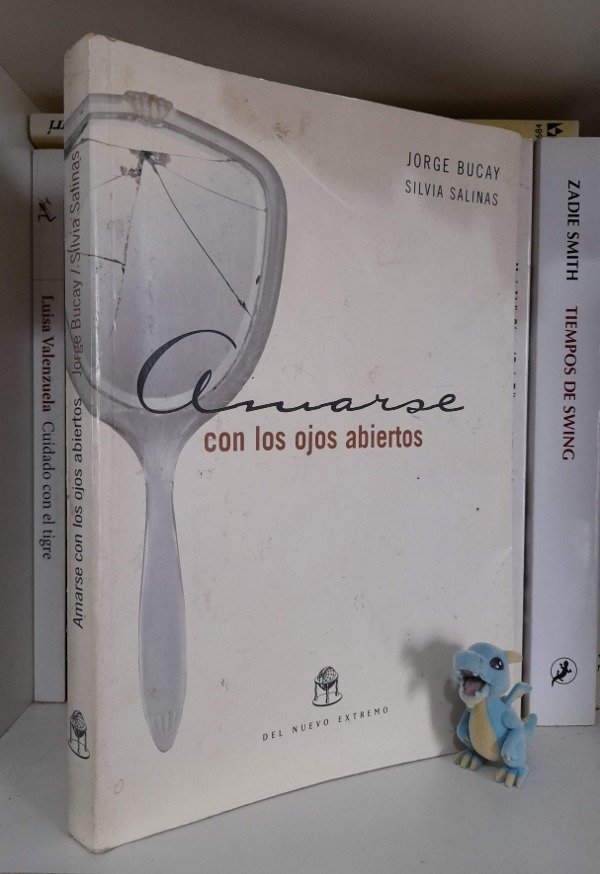 JORGE BUCAY
SILVIA SALINAS
Amarse
con los ojos abiertos
DEL NUEVO EXTREMO
Amarse con los ojos abiertos Jorge Bucay / Silvia Salinas
Luisa Valenzuela Cuidado con el tigre
ZADIE SMITH TIEMPOS DE SWING
684